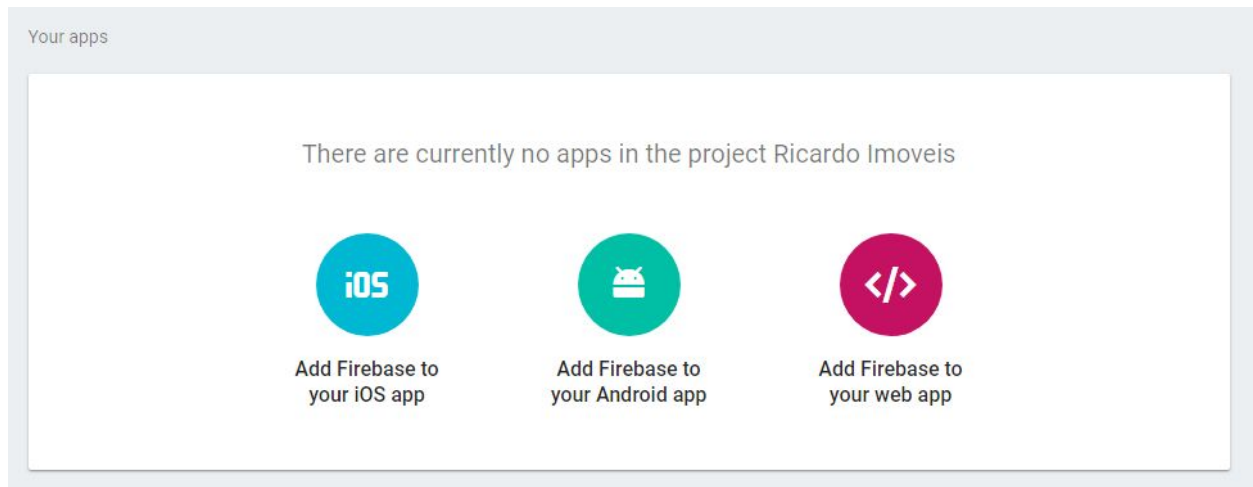 Your apps
There are currently no apps in the project Ricardo Imoveis
iOS
</>
Add Firebase to
your iOS app
Add Firebase to
your Android app
Add Firebase to
your web app